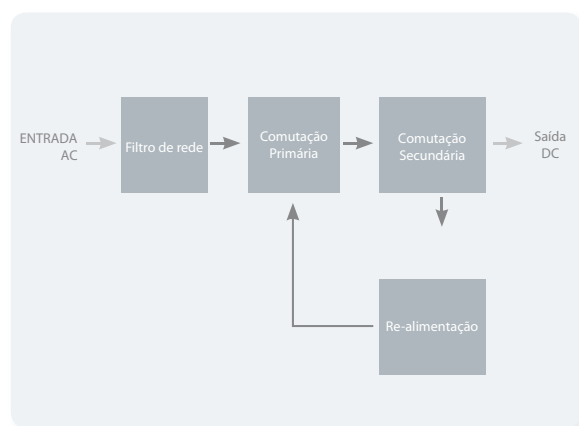 ENTRADA
AC
Filtro de rede
Comutação
Primária
Comutação
Secundária
Saída
DC
Re-alimentação